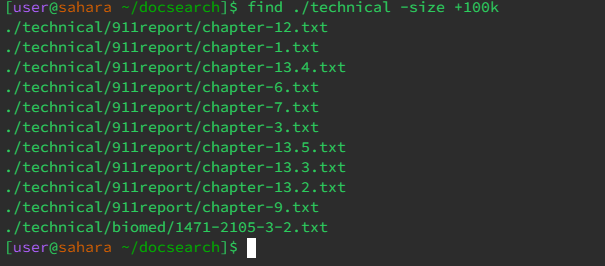 [user@sahara ~/docsearch]$ find ./technical -size +100k
./technical/911report/chapter-12.txt
./technical/911report/chapter-1.txt
./technical/911report/chapter-13.4.txt
./technical/911report/chapter-6.txt
./technical/911report/chapter-7.txt
./technical/911report/chapter-3.txt
./technical/911report/chapter-13.5.txt
./technical/911report/chapter-13.3.txt
./technical/911report/chapter-13.2.txt
./technical/911report/chapter-9.txt
./technical/biomed/1471-2105-3-2.txt
[user@sahara ~/docsearch]$